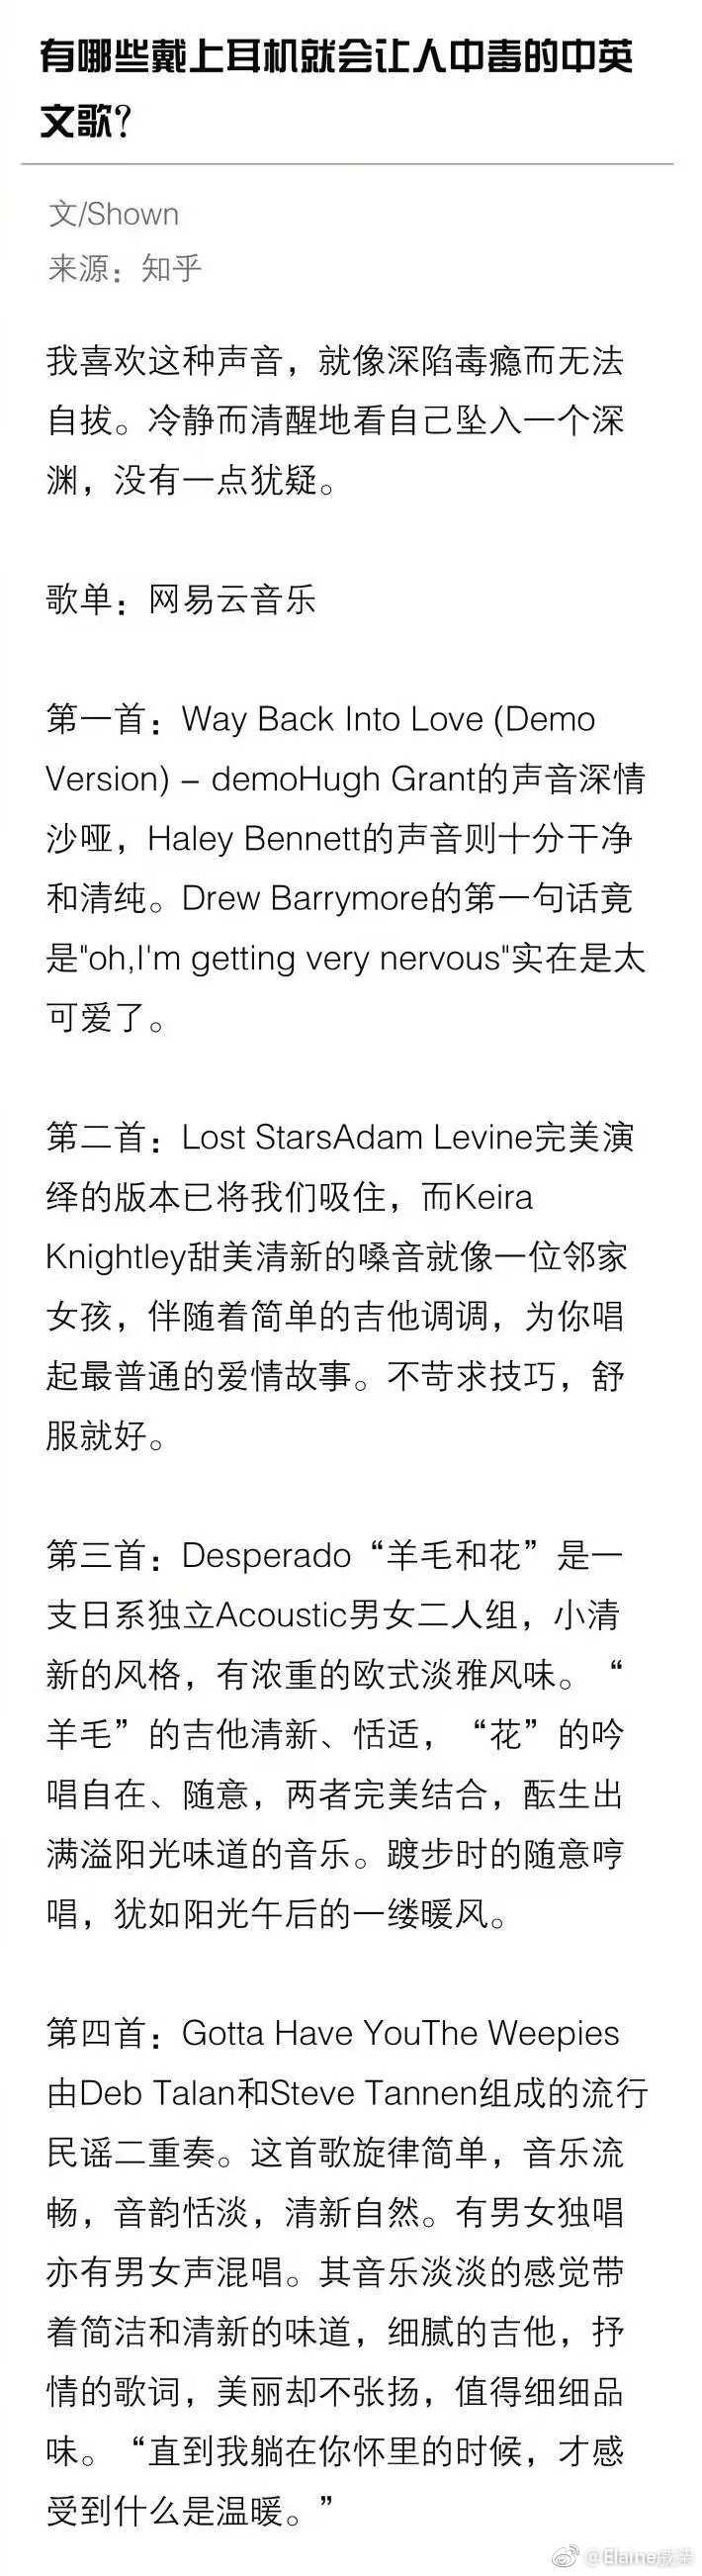 有哪些戴上耳机就会让人中毒的中英
文歌?
文/Shown
来源：知乎
我喜欢这种声音，就像深陷毒瘾而无法
自拔。冷静而清醒地看自己坠入一个深
渊，没有一点犹疑。
歌单：网易云音乐
第一首：Way Back Into Love (Demo
Version) – demoHugh Grant的声音深情
沙哑，Haley Bennett的声音则十分干净
和清纯。Drew Barrymore的第一句话竟
是"oh,I'm getting very nervous"实在是太
可爱了。
第二首：Lost StarsAdam Levine完美演
绎的版本已将我们吸住，而Keira
Knightley甜美清新的嗓音就像一位邻家
女孩，伴随着简单的吉他调调，为你唱
起最普通的爱情故事。不苛求技巧，舒
服就好。
第三首：Desperado“羊毛和花”是一
支日系独立Acoustic男女二人组，小清
新的风格，有浓重的欧式淡雅风味。“
羊毛”的吉他清新、恬适，“花”的吟
唱自在、随意，两者完美结合，酝生出
满溢阳光味道的音乐。踱步时的随意哼
唱，犹如阳光午后的一缕暖风。
第四首：Gotta Have YouThe Weepies
由Deb Talan和Steve Tannen组成的流行
民谣二重奏。这首歌旋律简单，音乐流
畅，音韵恬淡，清新自然。有男女独唱
亦有男女声混唱。其音乐淡淡的感觉带
着简洁和清新的味道，细腻的吉他，抒
情的歌词，美丽却不张扬，值得细细品
味。“直到我躺在你怀里的时候，才感
受到什么是温暖。”
@Elaine